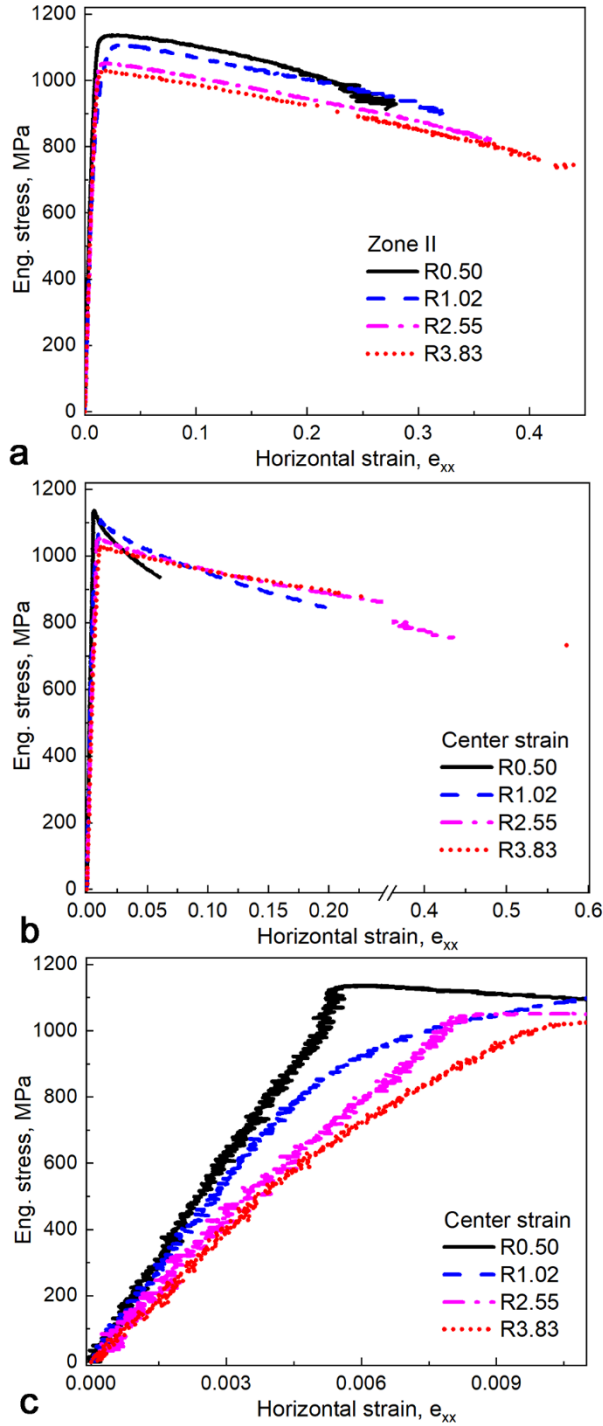 1200
1000
800
600
400
200
0
Eng. stress, MPa
Zone II
R0.50
R1.02
R2.55
R3.83
0.0 0.1 0.2 0.3 0.4
Horizontal strain, e_xx
a
1200
1000
800
600
400
200
0
Eng. stress, MPa
Center strain
R0.50
R1.02
R2.55
R3.83
0.00 0.05 0.10 0.15 0.20 0.4 0.5 0.6
Horizontal strain, e_xx
b
1200
1000
800
600
400
200
0
Eng. stress, MPa
Center strain
R0.50
R1.02
R2.55
R3.83
0.000 0.003 0.006 0.009
Horizontal strain, e_xx
c